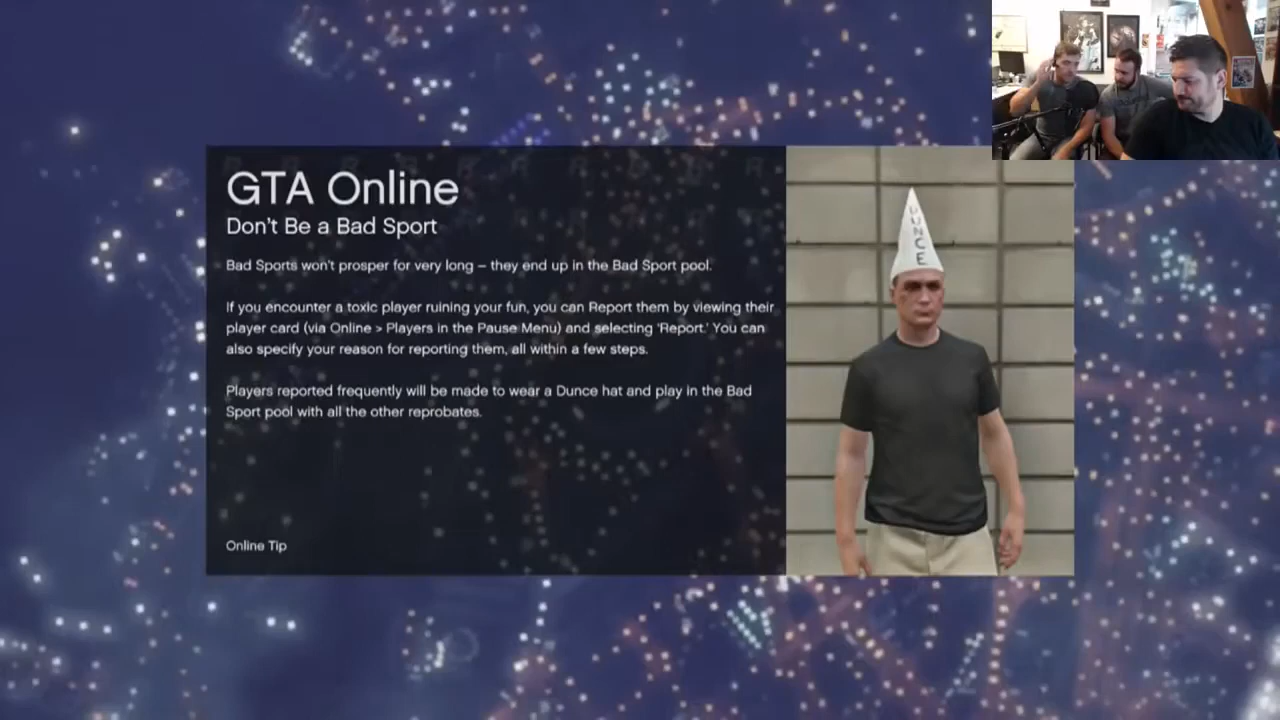 GTA Online
Don't Be a Bad Sport
Bad Sports won't prosper for very long – they end up in the Bad Sport pool.
If you encounter a toxic player ruining your fun, you can Report them by viewing their
player card (via Online > Players in the Pause Menu) and selecting 'Report.' You can
also specify your reason for reporting them, all within a few steps.
Players reported frequently will be made to wear a Dunce hat and play in the Bad
Sport pool with all the other reprobates.
Online Tip
DUNCE